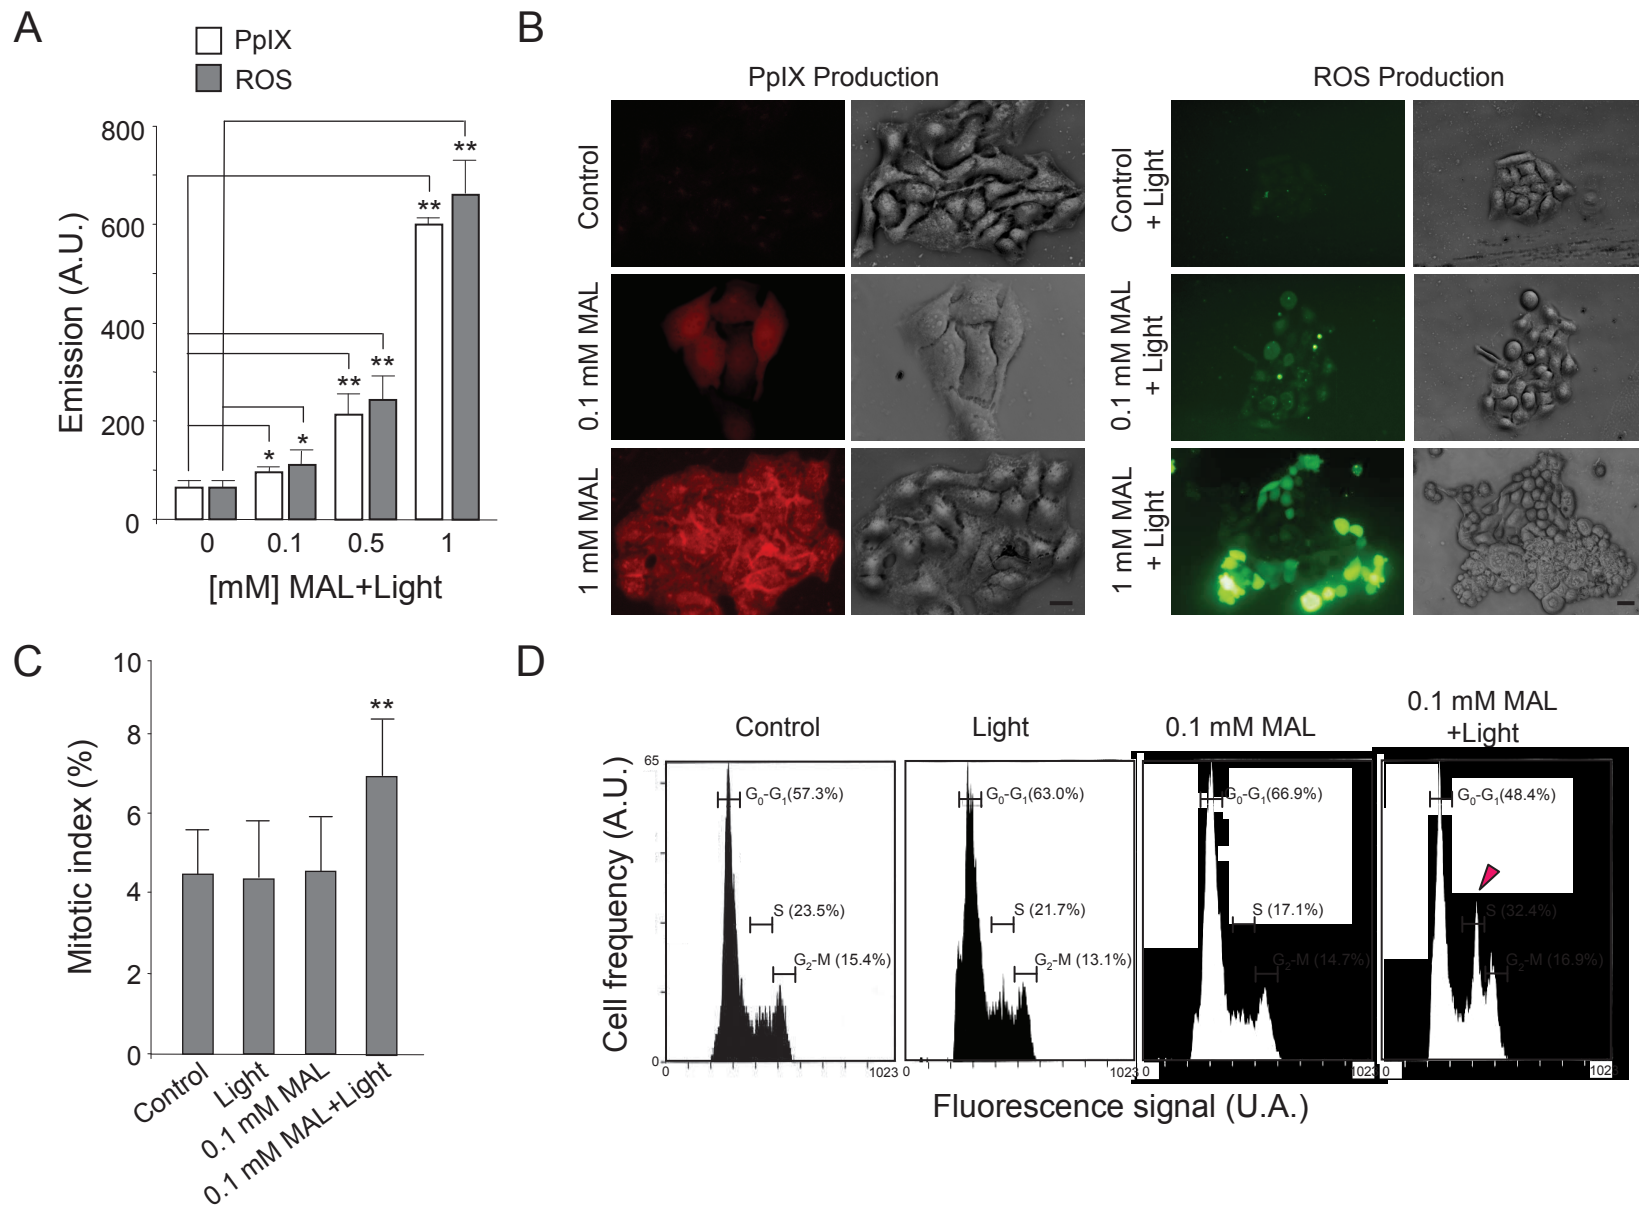 A
PpIX
ROS
800
600
400
200
0
Emission (A.U.)
**
**
**
**
*
*
0 0.1 0.5 1
[mM] MAL+Light
B
PpIX Production
ROS Production
Control
0.1 mM MAL
1 mM MAL
Control
+ Light
0.1 mM MAL
+ Light
1 mM MAL
+ Light
C
10
8
6
4
2
0
Mitotic index (%)
**
Control
Light
0.1 mM MAL
0.1 mM MAL+Light
D
Control
Light
0.1 mM MAL
0.1 mM MAL
+Light
Cell frequency (A.U.)
65
0
G0-G1(57.3%)
S (23.5%)
G2-M (15.4%)
0 1023
G0-G1(63.0%)
S (21.7%)
G2-M (13.1%)
0 1023
G0-G1(66.9%)
S (17.1%)
G2-M (14.7%)
0 1023
G0-G1(48.4%)
S (32.4%)
G2-M (16.9%)
0 1023
Fluorescence signal (U.A.)